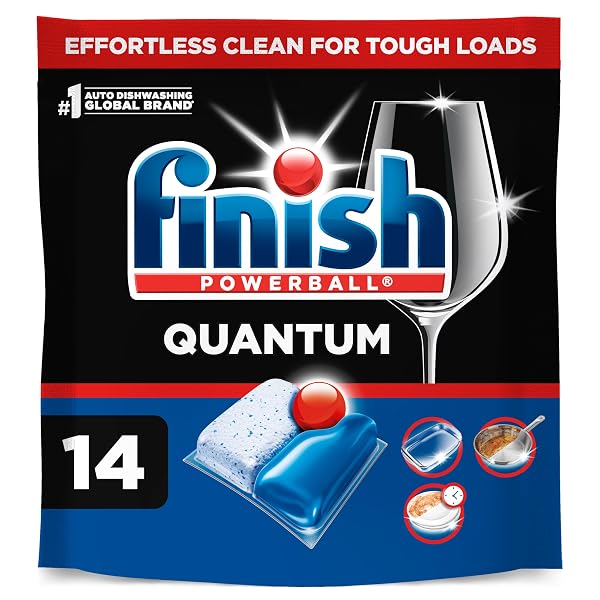 EFFORTLESS CLEAN FOR TOUGH LOADS
#1 AUTO DISHWASHING
GLOBAL BRAND*
finish
POWERBALL®
QUANTUM
14